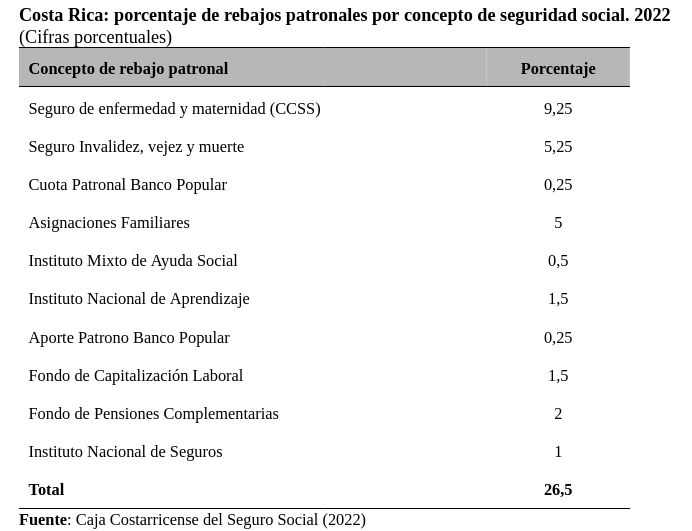 Costa Rica: porcentaje de rebajos patronales por concepto de seguridad social. 2022
(Cifras porcentuales)
Concepto de rebajo patronal Porcentaje
Seguro de enfermedad y maternidad (CCSS) 9,25
Seguro Invalidez, vejez y muerte 5,25
Cuota Patronal Banco Popular 0,25
Asignaciones Familiares 5
Instituto Mixto de Ayuda Social 0,5
Instituto Nacional de Aprendizaje 1,5
Aporte Patrono Banco Popular 0,25
Fondo de Capitalización Laboral 1,5
Fondo de Pensiones Complementarias 2
Instituto Nacional de Seguros 1
Total 26,5
Fuente: Caja Costarricense del Seguro Social (2022)